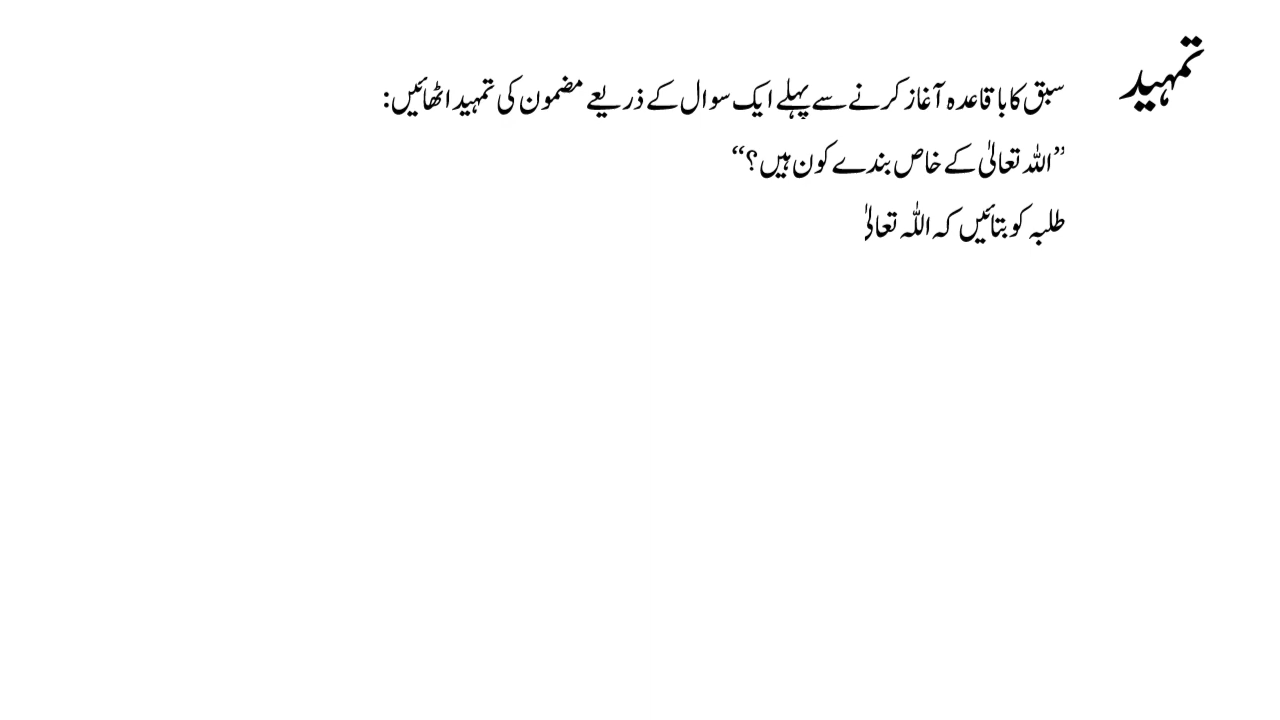 تمہید
سبق کا باقاعدہ آغاز کرنے سے پہلے ایک سوال کے ذریعے مضمون کی تمہید اٹھائیں:
”اللہ تعالیٰ کے خاص بندے کون ہیں؟“
طلبہ کو بتائیں کہ اللہ تعالیٰ